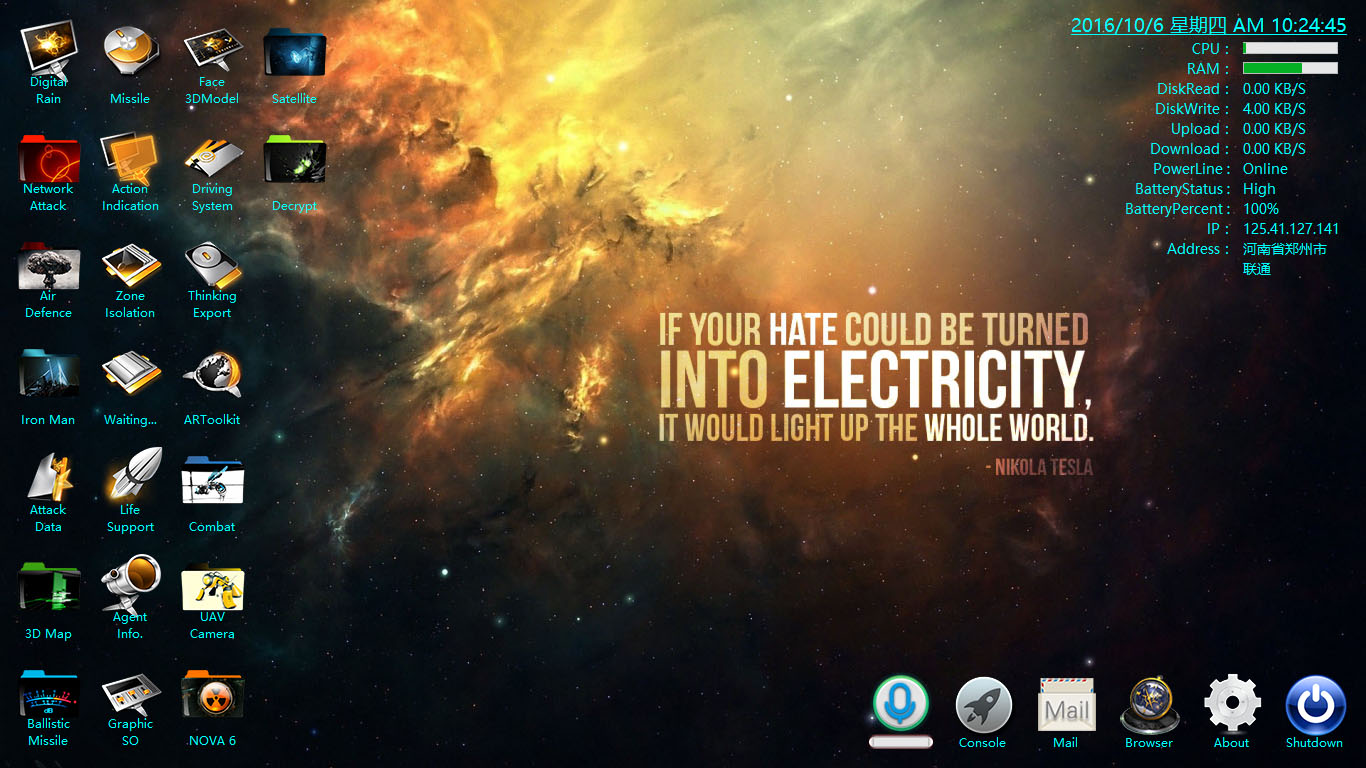 Digital
Rain
Missile
Face
3DModel
Satellite
Network
Attack
Action
Indication
Driving
System
Decrypt
Air
Defence
Zone
Isolation
Thinking
Export
Iron Man
Waiting...
ARToolkit
Attack
Data
Life
Support
Combat
3D Map
Agent
Info.
UAV
Camera
Ballistic
Missile
Graphic
SO
NOVA 6
2016/10/6 星期四 AM 10:24:45
CPU :
RAM :
DiskRead : 0.00 KB/S
DiskWrite : 4.00 KB/S
Upload : 0.00 KB/S
Download : 0.00 KB/S
PowerLine : Online
BatteryStatus : High
BatteryPercent : 100%
IP : 125.41.127.141
Address : 河南省郑州市
联通
IF YOUR HATE COULD BE TURNED
INTO ELECTRICITY,
IT WOULD LIGHT UP THE WHOLE WORLD.
- NIKOLA TESLA
Mail
Console
Mail
Browser
About
Shutdown